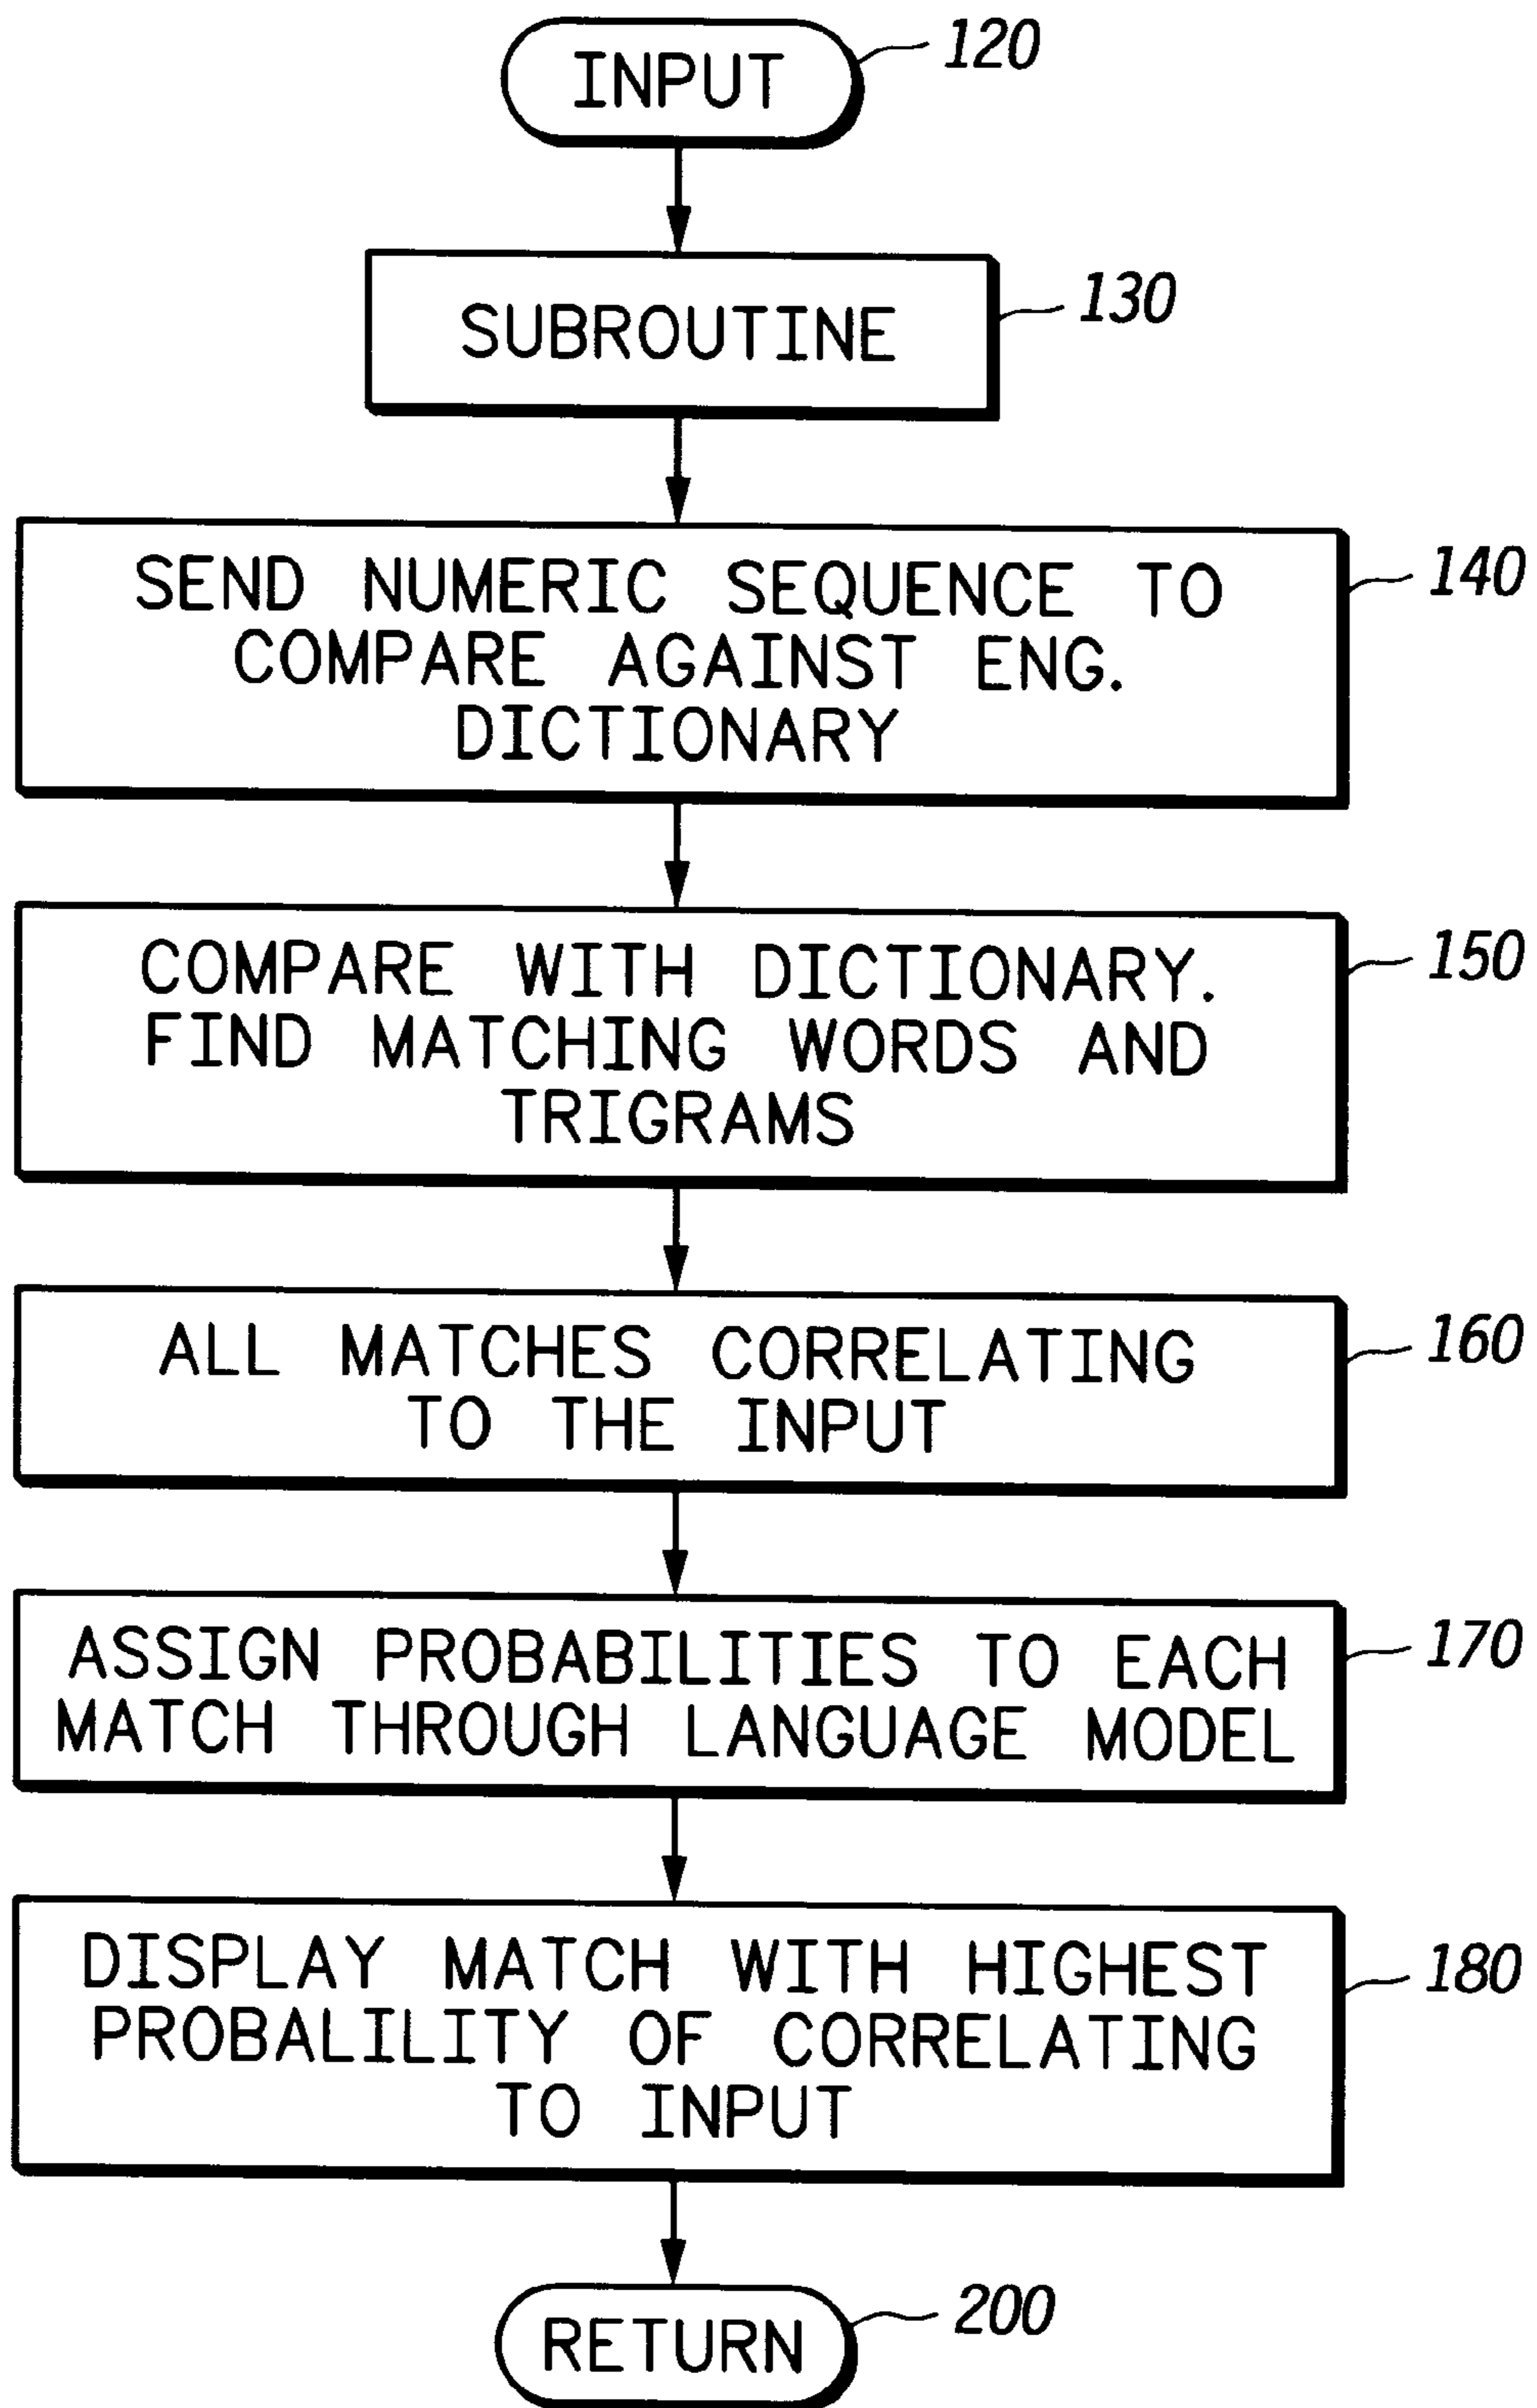 INPUT
120
SUBROUTINE
130
SEND NUMERIC SEQUENCE TO
COMPARE AGAINST ENG.
DICTIONARY
140
COMPARE WITH DICTIONARY.
FIND MATCHING WORDS AND
TRIGRAMS
150
ALL MATCHES CORRELATING
TO THE INPUT
160
ASSIGN PROBABILITIES TO EACH
MATCH THROUGH LANGUAGE MODEL
170
DISPLAY MATCH WITH HIGHEST
PROBALILITY OF CORRELATING
TO INPUT
180
RETURN
200